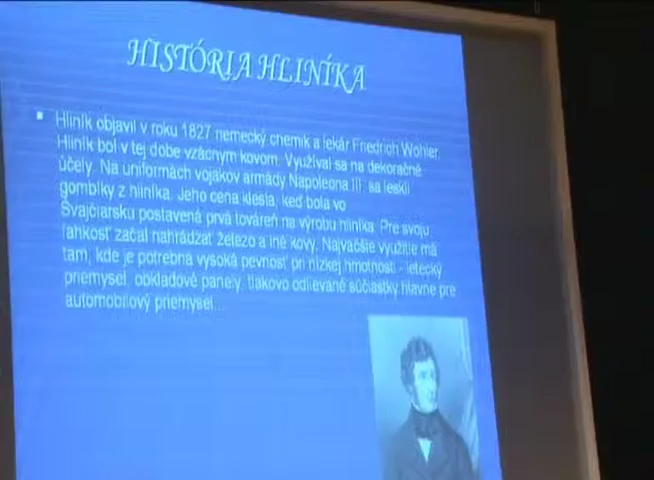 HISTÓRIA HLINÍKA
Hliník objavil v roku 1827 nemecký chemik a lekár Friedrich Wöhler.
Hliník bol v tej dobe vzácnym kovom. Využíval sa na dekoračné
účely. Na uniformách vojakov armády Napoleona III. sa leskli
gombíky z hliníka. Jeho cena klesla, keď bola vo
Švajčiarsku postavená prvá továreň na výrobu hliníka. Pre svoju
ľahkosť začal nahrádzať železo a iné kovy. Najväčšie využitie má
tam, kde je potrebná vysoká pevnosť pri nízkej hmotnosti - letecký
priemysel, obkladové panely, tlakovo odlievané súčiastky hlavne pre
automobilový priemysel...